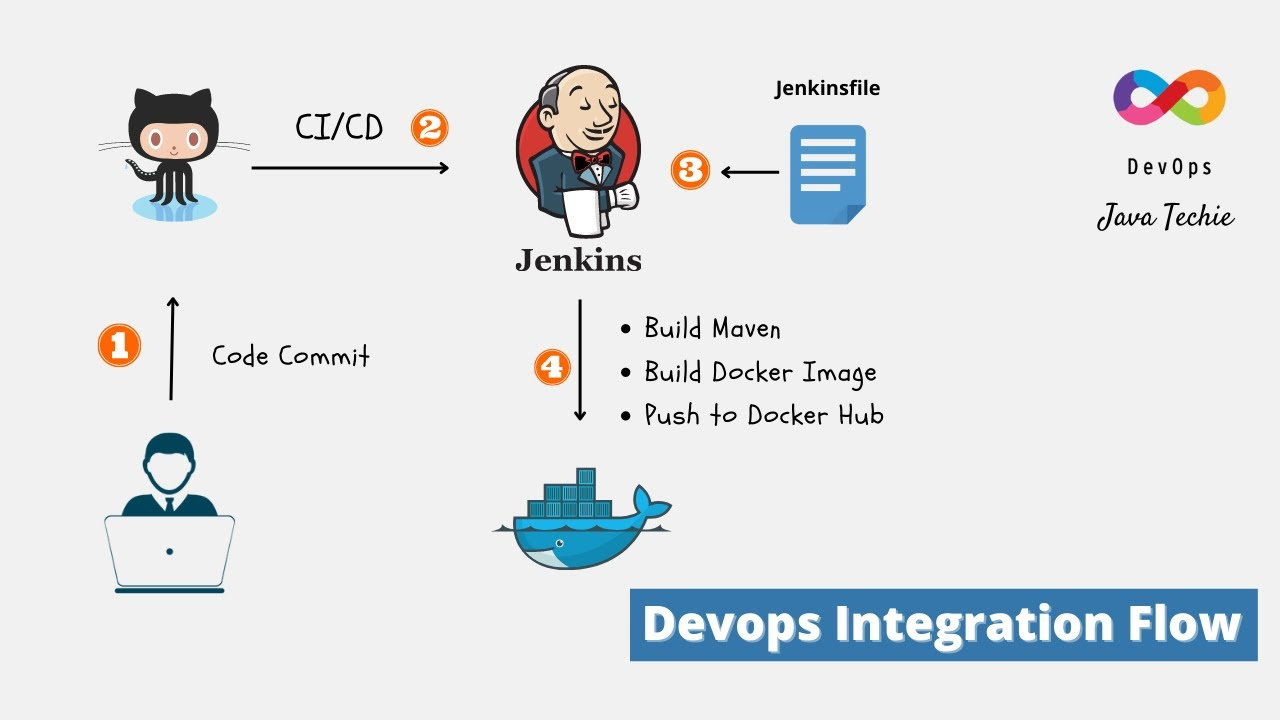 CI/CD
2
Jenkins
Jenkinsfile
3
DevOps
Java Techie
1
Code Commit
4
• Build Maven
• Build Docker Image
• Push to Docker Hub
Devops Integration Flow